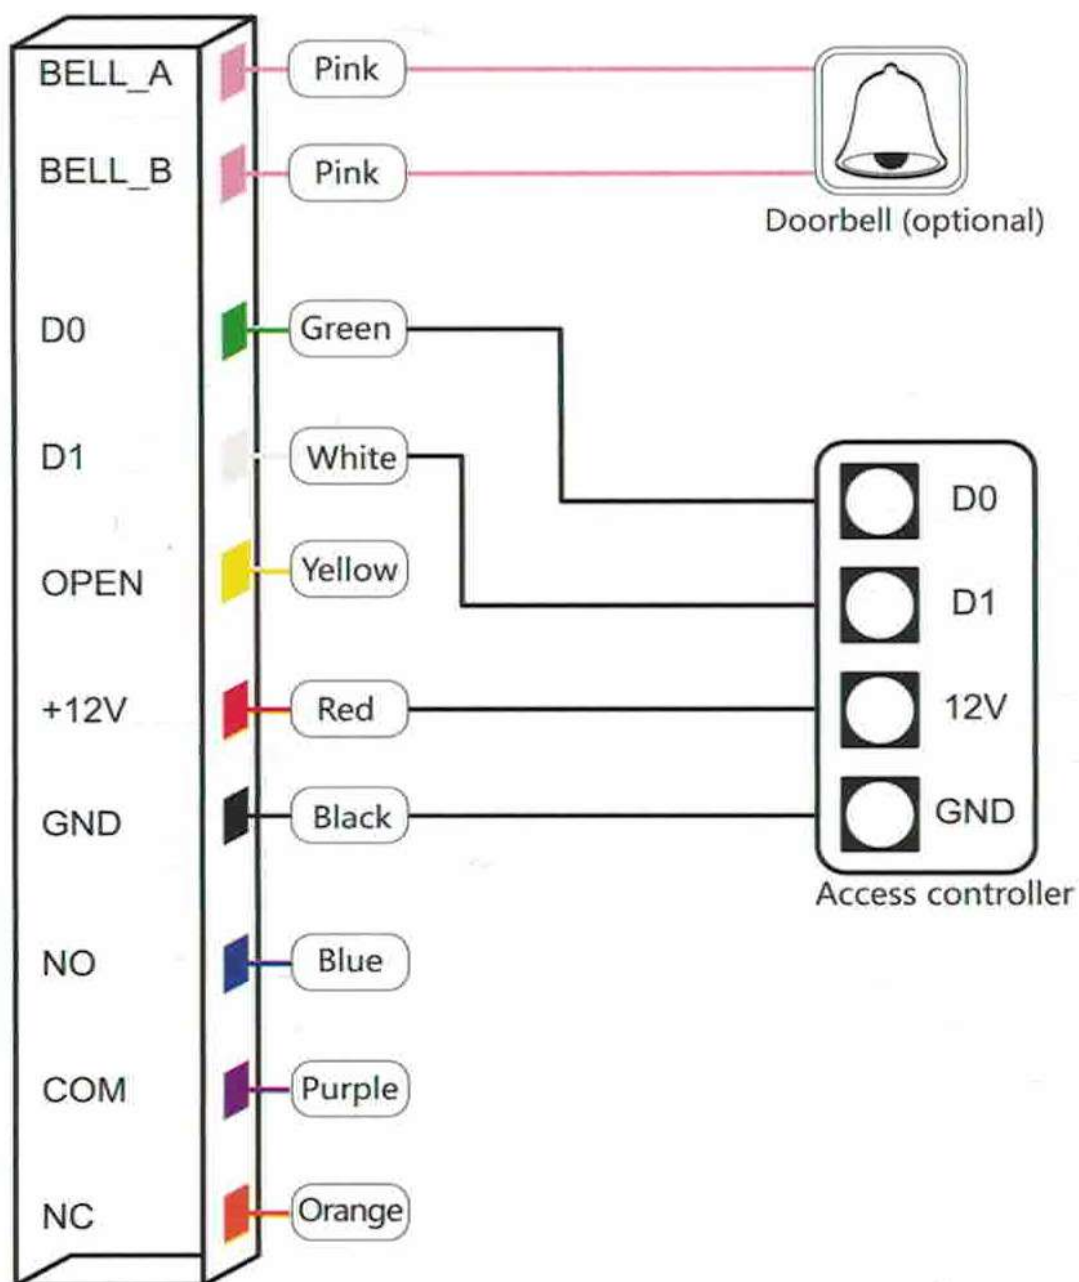 BELL_A Pink
BELL_B Pink
Doorbell (optional)
D0 Green
D1 White
D0
OPEN Yellow
D1
+12V Red 12V
GND Black GND
Access controller
NO Blue
COM Purple
NC Orange